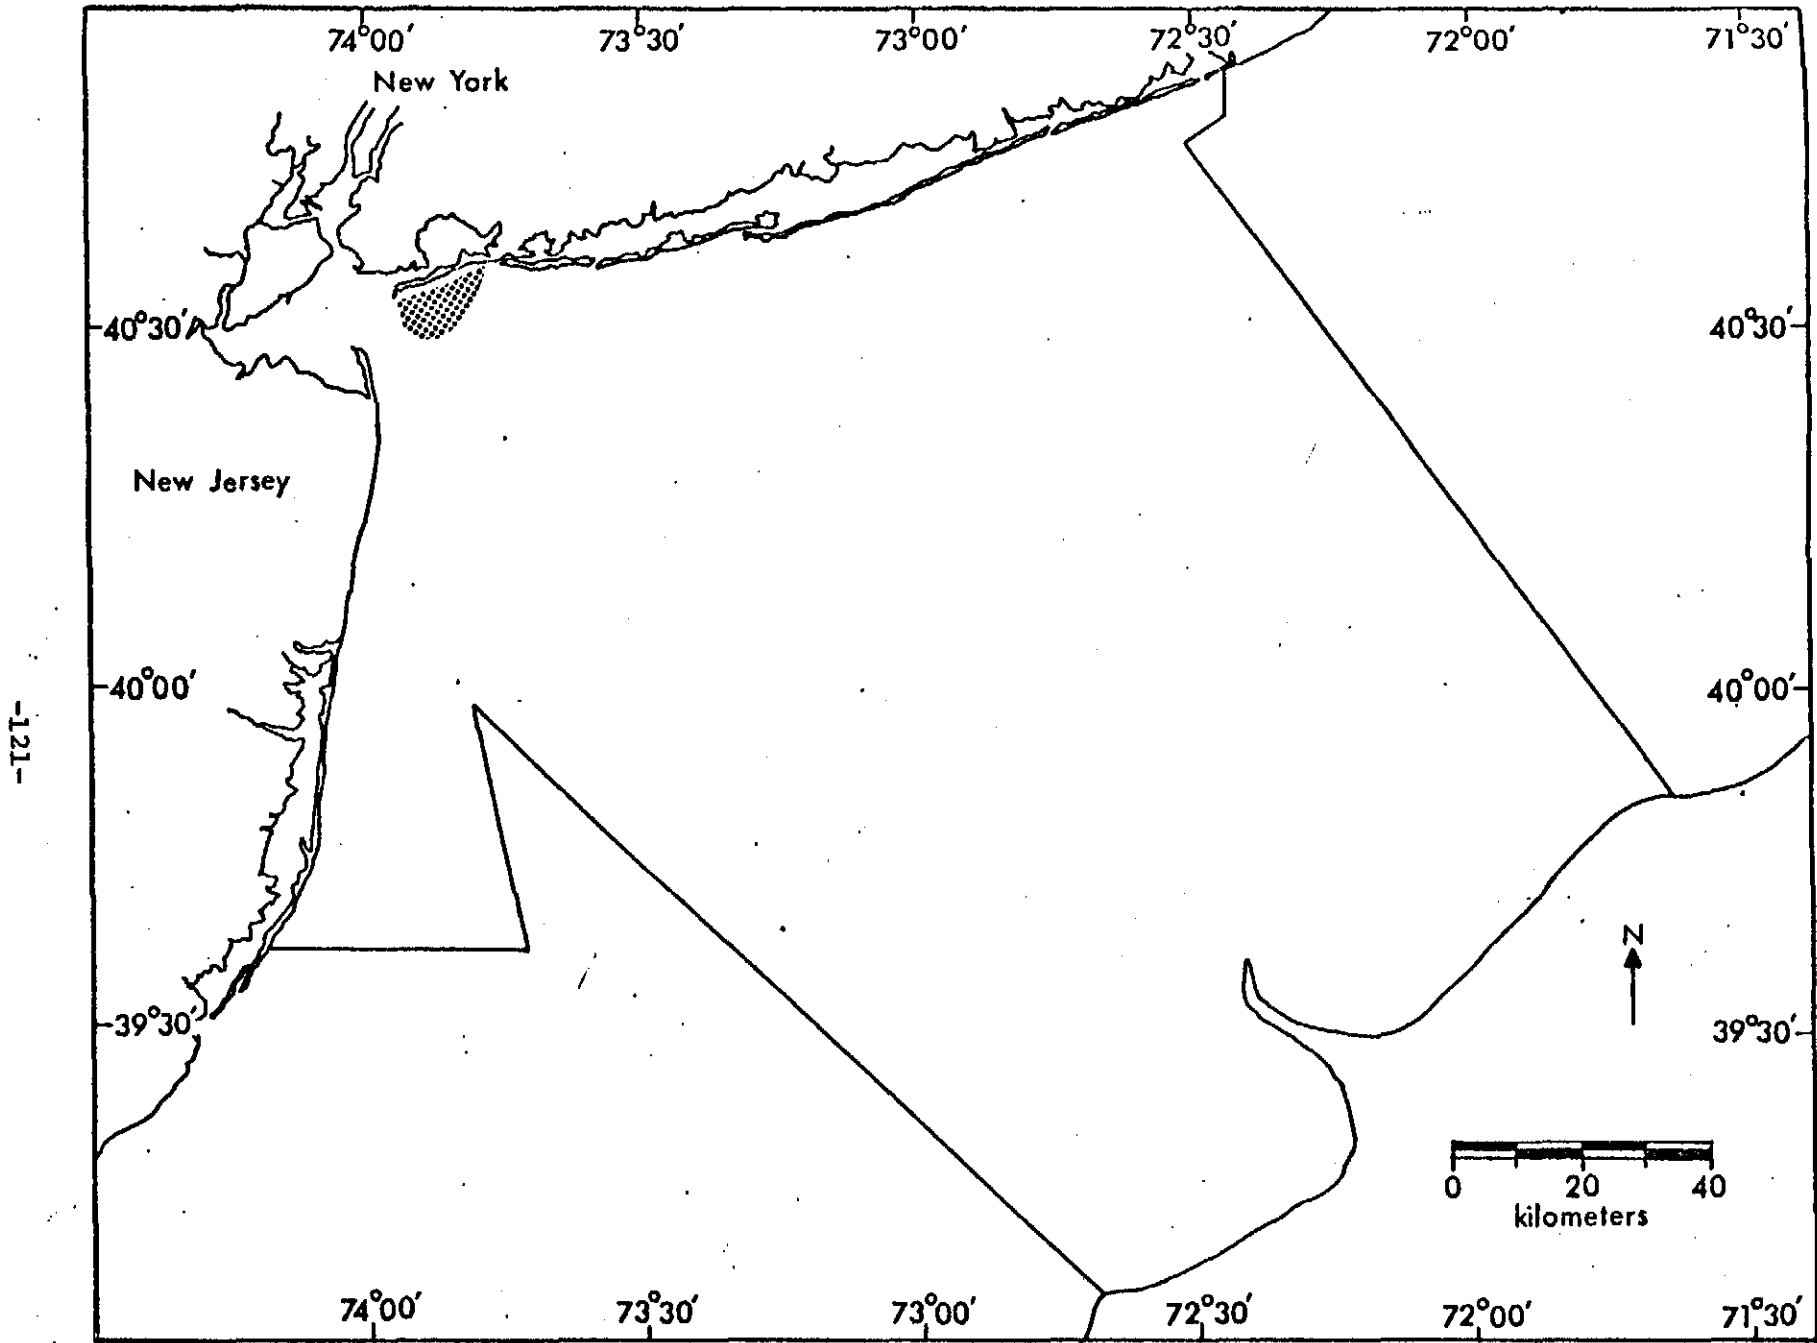 74°00′ 73°30′ 73°00′ 72°30′ 72°00′ 71°30′
New York
40°30′ 40°30′
New Jersey
40°00′ 40°00′
-121-
N
39°30′ 39°30′
0 20 40
kilometers
74°00′ 73°30′ 73°00′ 72°30′ 72°00′ 71°30′